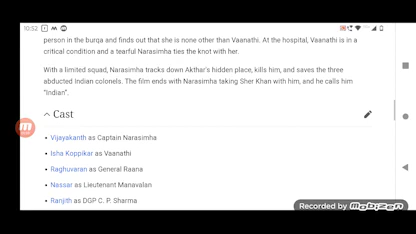 10:52
person in the burqa and finds out that she is none other than Vaanathi. At the hospital, Vaanathi is in a
critical condition and a tearful Narasimha ties the knot with her.
With a limited squad, Narasimha tracks down Akthar's hidden place, kills him, and saves the three
abducted Indian colonels. The film ends with Narasimha taking Sher Khan with him, and he calls him
"Indian".
Cast
• Vijayakanth as Captain Narasimha
• Isha Koppikar as Vaanathi
• Raghuvaran as General Raana
• Nassar as Lieutenant Manavalan
• Ranjith as DGP C. P. Sharma
Recorded by mobizen